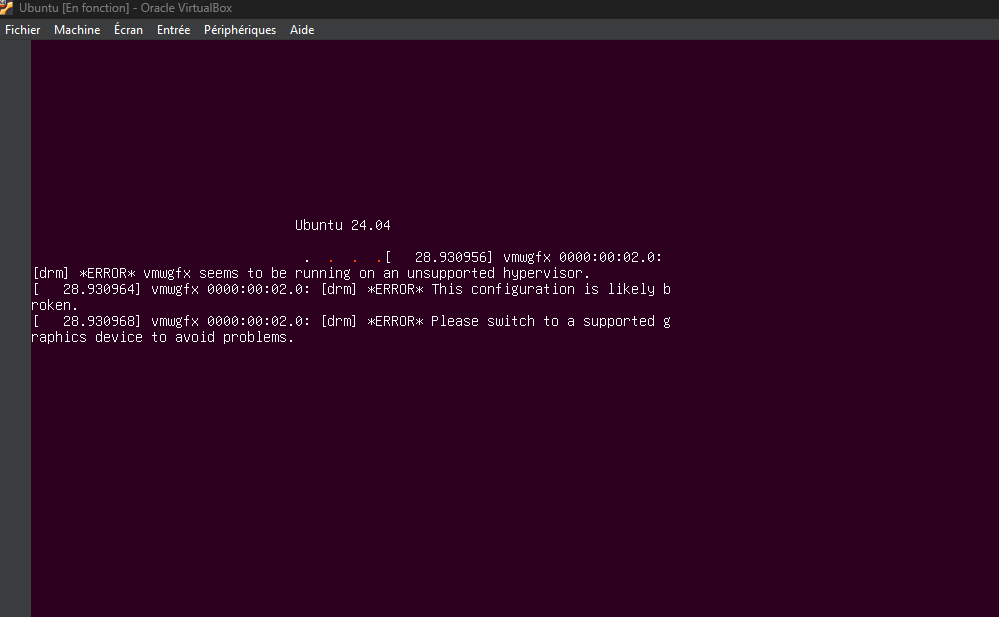 Ubuntu [En fonction] - Oracle VirtualBox
Fichier Machine Écran Entrée Périphériques Aide
Ubuntu 24.04
. . . .[   28.930956] vmwgfx 0000:00:02.0:
[drm] *ERROR* vmwgfx seems to be running on an unsupported hypervisor.
[   28.930964] vmwgfx 0000:00:02.0: [drm] *ERROR* This configuration is likely b
roken.
[   28.930968] vmwgfx 0000:00:02.0: [drm] *ERROR* Please switch to a supported g
raphics device to avoid problems.